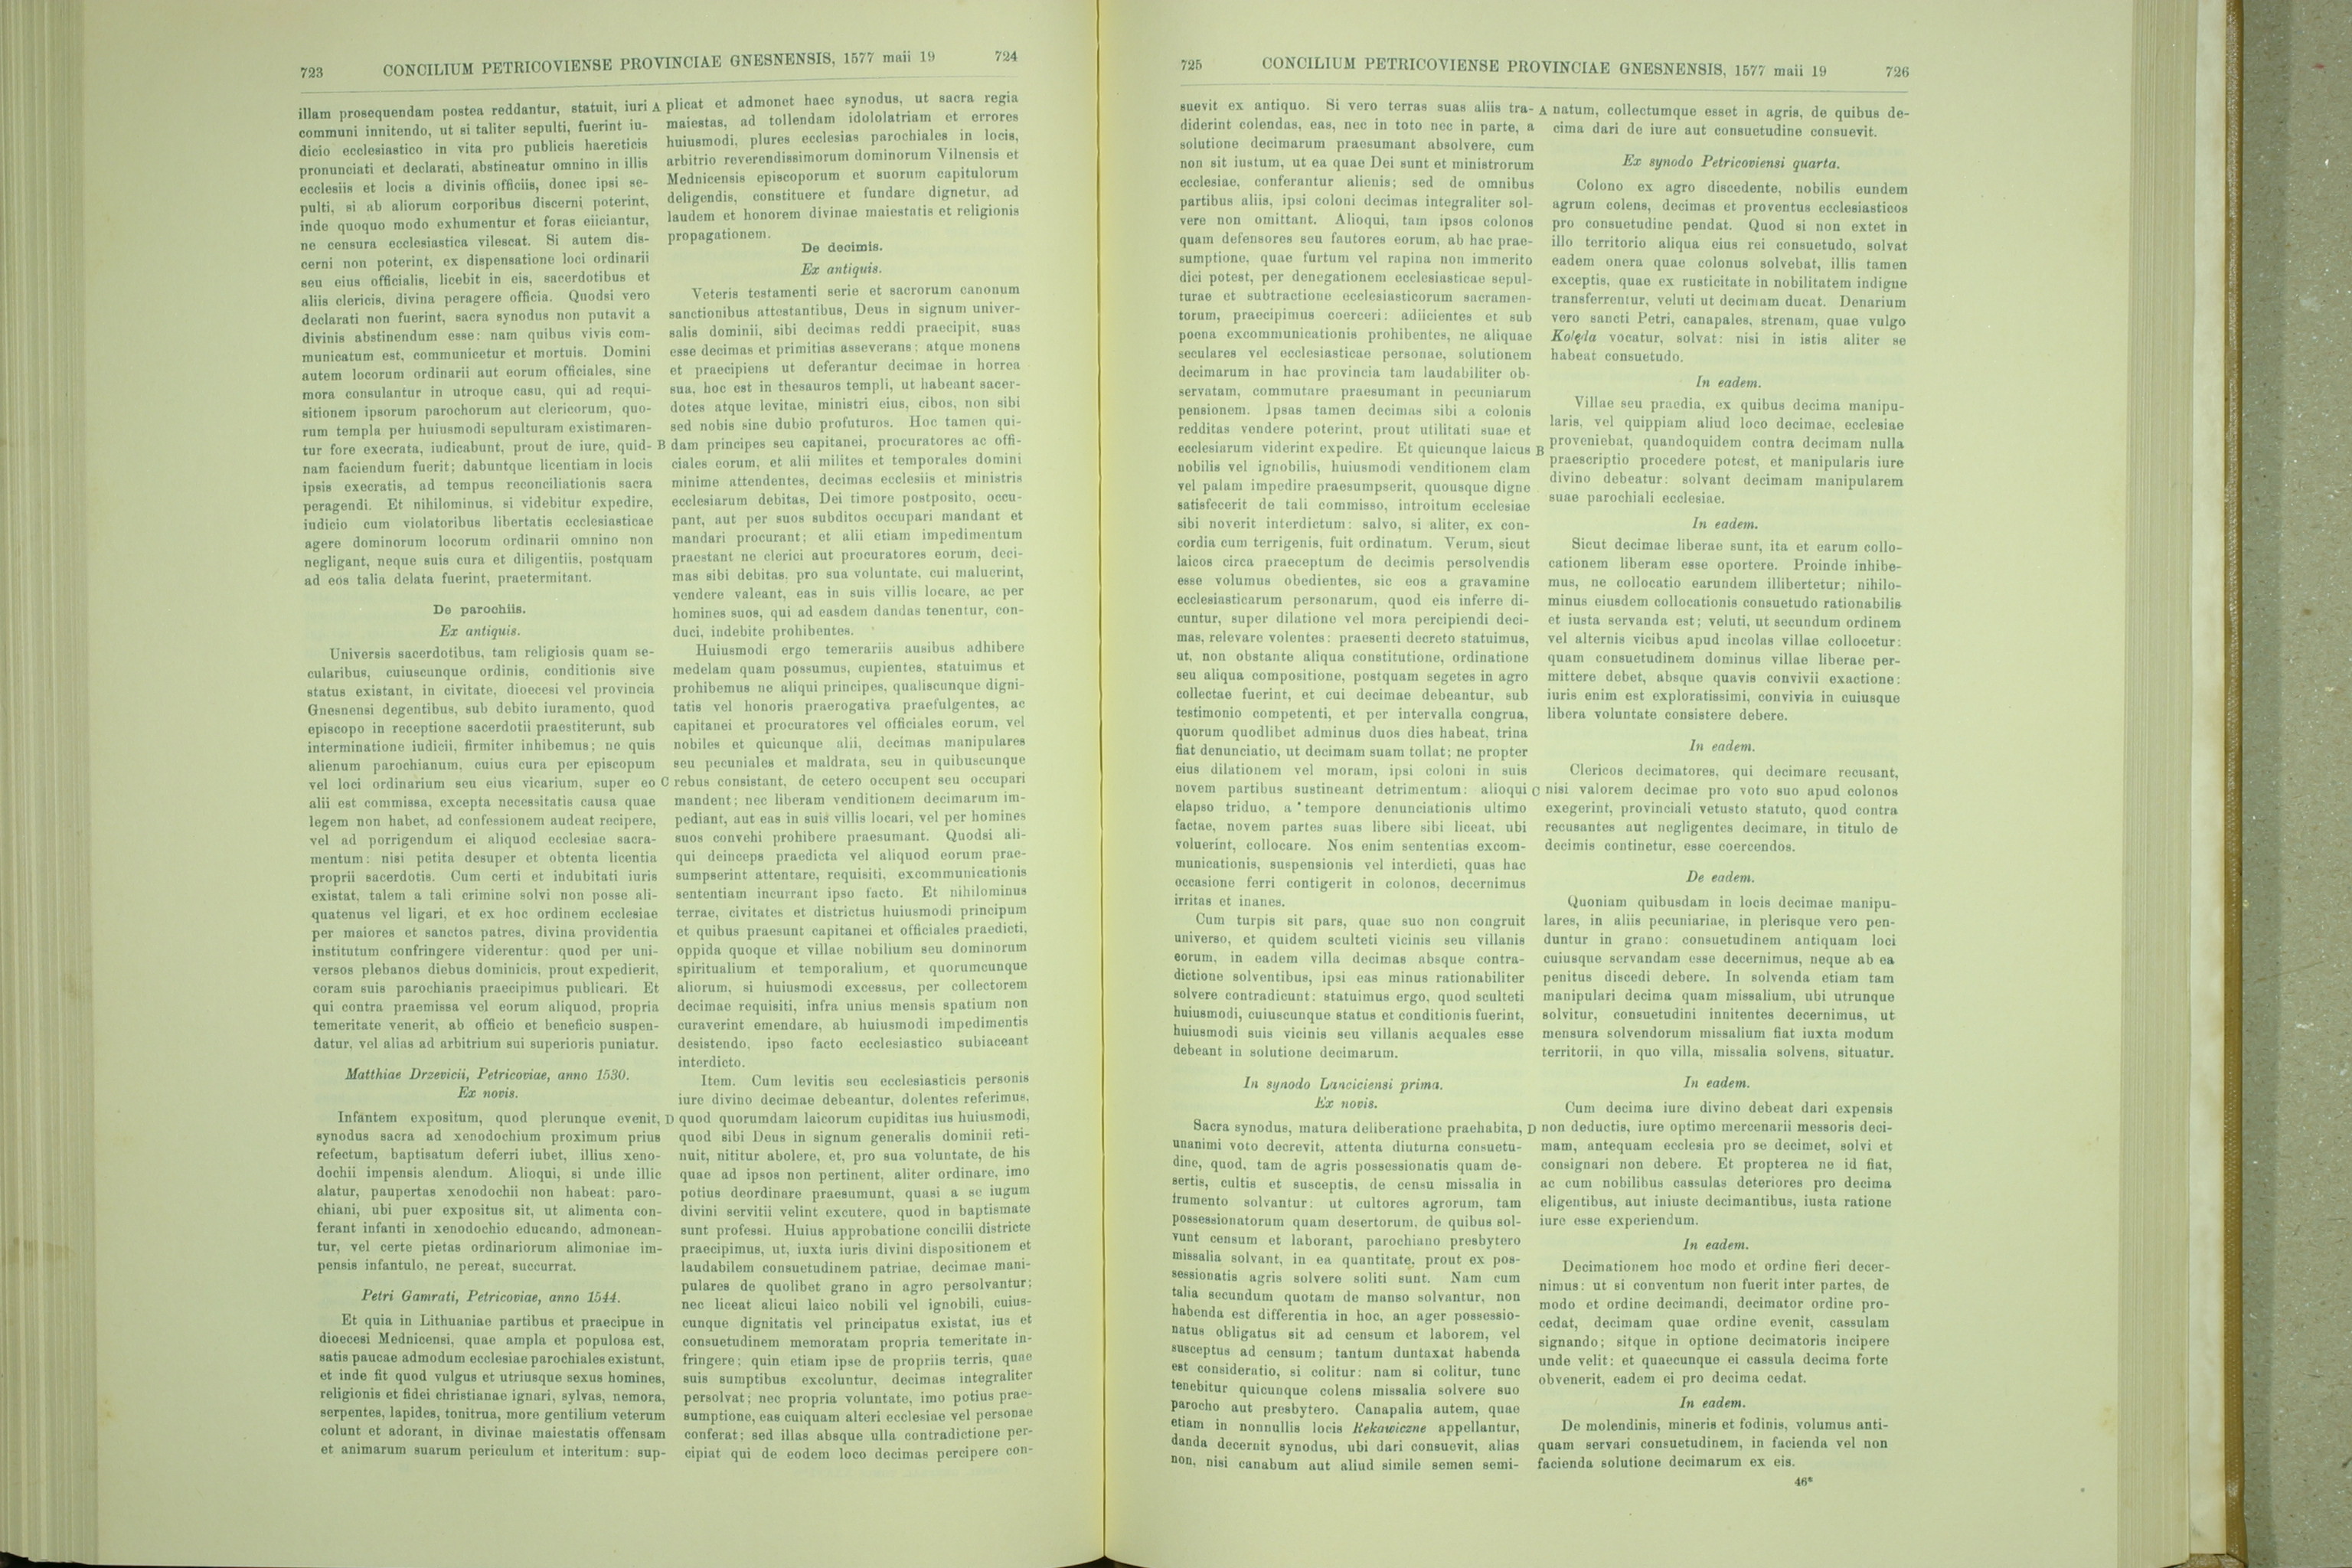 723 CONCILIUM PETRICOVIENSE PROVINCIAE GNESNENSIS, 1577 maii 19 724
illam prosequendam postea reddantur, statuit, iuri
communi innitendo, ut si taliter sepulti, fuerint iu-
dicio ecclesiastico in vita pro publicis haereticis
pronunciati et declarati, abstineatur omnino in illis
ecclesiis et locis a divinis officiis, donec ipsi se-
pulti, si ab aliorum corporibus discerni poterint,
inde quoquo modo exhumentur et foras eiiciantur,
ne censura ecclesiastica vilescat. Si autem dis-
cerni non poterint, ex dispensatione loci ordinarii
seu eius officialis, licebit in eis, sacerdotibus et
aliis clericis, divina peragere officia. Quodsi vero
declarati non fuerint, sacra synodus non putavit a
divinis abstinendum esse: nam quibus vivis com-
municatum est, communicetur et mortuis. Domini
autem locorum ordinarii aut eorum officiales, sine
mora consulantur in utroque casu, qui ad requi-
sitionem ipsorum parochorum aut clericorum, quo-
rum templa per huiusmodi sepulturam existimaren-
tur fore execrata, iudicabunt, prout de iure, quid-
nam faciendum fuerit; dabuntque licentiam in locis
ipsis execratis, ad tempus reconciliationis sacra
peragendi. Et nihilominus, si videbitur expedire,
iudicio cum violatoribus libertatis ecclesiasticae
agere dominorum locorum ordinarii omnino non
negligant, neque suis cura et diligentiis, postquam
ad eos talia delata fuerint, praetermitant.
De parochiis.
Ex antiquis.
Universis sacerdotibus, tam religiosis quam se-
cularibus, cuiuscunque ordinis, conditionis sive
status existant, in civitate, dioecesi vel provincia
Gnesnensi degentibus, sub debito iuramento, quod
episcopo in receptione sacerdotii praestiterunt, sub
interminatione iudicii, firmiter inhibemus; ne quis
alienum parochianum, cuius cura per episcopum
vel loci ordinarium seu eius vicarium, super eo
alii est commissa, excepta necessitatis causa quae
legem non habet, ad confessionem audeat recipere,
vel ad porrigendum ei aliquod ecclesiae sacra-
mentum: nisi petita desuper et obtenta licentia
proprii sacerdotis. Cum certi et indubitati iuris
existat, talem a tali crimine solvi non posse ali-
quatenus vel ligari, et ex hoc ordinem ecclesiae
per maiores et sanctos patres, divina providentia
institutum confringere viderentur: quod per uni-
versos plebanos diebus dominicis, prout expedierit,
coram suis parochianis praecipimus publicari. Et
qui contra praemissa vel eorum aliquod, propria
temeritate venerit, ab officio et beneficio suspen-
datur, vel alias ad arbitrium sui superioris puniatur.
Matthiae Drzevicii, Petricoviae, anno 1530.
Ex novis.
Infantem expositum, quod plerunque evenit,
synodus sacra ad xenodochium proximum prius
refectum, baptisatum deferri iubet, illius xeno-
dochii impensis alendum. Alioqui, si unde illic
alatur, paupertas xenodochii non habeat: paro-
chiani, ubi puer expositus sit, ut alimenta con-
ferant infanti in xenodochio educando, admonean-
tur, vel certe pietas ordinariorum alimoniae im-
pensis infantulo, ne pereat, succurrat.
Petri Gamrati, Petricoviae, anno 1544.
Et quia in Lithuaniae partibus et praecipue in
dioecesi Mednicensi, quae ampla et populosa est,
satis paucae admodum ecclesiae parochiales existunt,
et inde fit quod vulgus et utriusque sexus homines,
religionis et fidei christianae ignari, sylvas, nemora,
serpentes, lapides, tonitrua, more gentilium veterum
colunt et adorant, in divinae maiestatis offensam
et animarum suarum periculum et interitum: sup-
A
B
C
D
plicat et admonet haec synodus, ut sacra regia
maiestas, ad tollendam idololatriam et errores
huiusmodi, plures ecclesias parochiales in locis,
arbitrio reverendissimorum dominorum Vilnensis et
Mednicensis episcoporum et suorum capitulorum
deligendis, constituere et fundare dignetur, ad
laudem et honorem divinae maiestatis et religionis
propagationem.
De decimis.
Ex antiquis.
Veteris testamenti serie et sacrorum canonum
sanctionibus attestantibus, Deus in signum univer-
salis dominii, sibi decimas reddi praecipit, suas
esse decimas et primitias asseverans; atque monens
et praecipiens ut deferantur decimae in horrea
sua, hoc est in thesauros templi, ut habeant sacer-
dotes atque levitae, ministri eius, cibos, non sibi
sed nobis sine dubio profuturos. Hoc tamen qui-
dam principes seu capitanei, procuratores ac offi-
ciales eorum, et alii milites et temporales domini
minime attendentes, decimas ecclesiis et ministris
ecclesiarum debitas, Dei timore postposito, occu-
pant, aut per suos subditos occupari mandant et
mandari procurant; et alii etiam impedimentum
praestant ne clerici aut procuratores eorum, deci-
mas sibi debitas, pro sua voluntate, cui maluerint,
vendere valeant, eas in suis villis locare, ac per
homines suos, qui ad easdem dandas tenentur, con-
duci, indebite prohibentes.
Huiusmodi ergo temerariis ausibus adhibere
medelam quam possumus, cupientes, statuimus et
prohibemus ne aliqui principes, qualiscunque digni-
tatis vel honoris praerogativa praefulgentes, ac
capitanei et procuratores vel officiales eorum, vel
nobiles et quicunque alii, decimas manipulares
seu pecuniales et maldrata, seu in quibuscunque
rebus consistant, de cetero occupent seu occupari
mandent; nec liberam venditionem decimarum im-
pediant, aut eas in suis villis locari, vel per homines
suos convehi prohibere praesumant. Quodsi ali-
qui deinceps praedicta vel aliquod eorum prae-
sumpserint attentare, requisiti, excommunicationis
sententiam incurrant ipso facto. Et nihilominus
terrae, civitates et districtus huiusmodi principum
et quibus praesunt capitanei et officiales praedicti,
oppida quoque et villae nobilium seu dominorum
spiritualium et temporalium, et quorumcunque
aliorum, si huiusmodi excessus, per collectorem
decimae requisiti, infra unius mensis spatium non
curaverint emendare, ab huiusmodi impedimentis
desistendo, ipso facto ecclesiastico subiaceant
interdicto.
Item. Cum levitis seu ecclesiasticis personis
iure divino decimae debeantur, dolentes referimus,
quod quorumdam laicorum cupiditas ius huiusmodi,
quod sibi Deus in signum generalis dominii reti-
nuit, nititur abolere, et, pro sua voluntate, de his
quae ad ipsos non pertinent, aliter ordinare, imo
potius deordinare praesumunt, quasi a se iugum
divini servitii velint excutere, quod in baptismate
sunt professi. Huius approbatione concilii districte
praecipimus, ut, iuxta iuris divini dispositionem et
laudabilem consuetudinem patriae, decimae mani-
pulares de quolibet grano in agro persolvantur;
nec liceat alicui laico nobili vel ignobili, cuius-
cunque dignitatis vel principatus existat, ius et
consuetudinem memoratam propria temeritate in-
fringere; quin etiam ipse de propriis terris, quae
suis sumptibus excoluntur, decimas integraliter
persolvat; nec propria voluntate, imo potius prae-
sumptione, eas cuiquam alteri ecclesiae vel personae
conferat; sed illas absque ulla contradictione per-
cipiat qui de eodem loco decimas percipere con-
725 CONCILIUM PETRICOVIENSE PROVINCIAE GNESNENSIS, 1577 maii 19 726
suevit ex antiquo. Si vero terras suas aliis tra-
diderint colendas, eas, nec in toto nec in parte, a
solutione decimarum praesumant absolvere, cum
non sit iustum, ut ea quae Dei sunt et ministrorum
ecclesiae, conferantur alienis; sed de omnibus
partibus aliis, ipsi coloni decimas integraliter sol-
vere non omittant. Alioqui, tam ipsos colonos
quam defensores seu fautores eorum, ab hac prae-
sumptione, quae furtum vel rapina non immerito
dici potest, per denegationem ecclesiasticae sepul-
turae et subtractione ecclesiasticorum sacramen-
torum, praecipimus coerceri: adiicientes et sub
poena excommunicationis prohibentes, ne aliquae
seculares vel ecclesiasticae personae, solutionem
decimarum in hac provincia tam laudabiliter ob-
servatam, commutare praesumant in pecuniarum
pensionem. Ipsas tamen decimas sibi a colonis
redditas vendere poterint, prout utilitati suae et
ecclesiarum viderint expedire. Et quicunque laicus
nobilis vel ignobilis, huiusmodi venditionem clam
vel palam impedire praesumpserit, quousque digne
satisfecerit de tali commisso, introitum ecclesiae
sibi noverit interdictum: salvo, si aliter, ex con-
cordia cum terrigenis, fuit ordinatum. Verum, sicut
laicos circa praeceptum de decimis persolvendis
esse volumus obedientes, sic eos a gravamine
ecclesiasticarum personarum, quod eis inferre di-
cuntur, super dilatione vel mora percipiendi deci-
mas, relevare volentes: praesenti decreto statuimus,
ut, non obstante aliqua constitutione, ordinatione
seu aliqua compositione, postquam segetes in agro
collectae fuerint, et cui decimae debeantur, sub
testimonio competenti, et per intervalla congrua,
quorum quodlibet adminus duos dies habeat, trina
fiat denunciatio, ut decimam suam tollat; ne propter
eius dilationem vel moram, ipsi coloni in suis
novem partibus sustineant detrimentum: alioqui
elapso triduo, a tempore denunciationis ultimo
factae, novem partes suas libere sibi liceat, ubi
voluerint, collocare. Nos enim sententias excom-
municationis, suspensionis vel interdicti, quas hac
occasione ferri contigerit in colonos, decernimus
irritas et inanes.
Cum turpis sit pars, quae suo non congruit
universo, et quidem sculteti vicinis seu villanis
eorum, in eadem villa decimas absque contra-
dictione solventibus, ipsi eas minus rationabiliter
solvere contradicunt: statuimus ergo, quod sculteti
huiusmodi, cuiuscunque status et conditionis fuerint,
huiusmodi suis vicinis seu villanis aequales esse
debeant in solutione decimarum.
In synodo Lanciciensi prima.
Ex novis.
Sacra synodus, matura deliberatione praehabita,
unanimi voto decrevit, attenta diuturna consuetu-
dine, quod, tam de agris possessionatis quam de-
sertis, cultis et susceptis, de censu missalia in
frumento solvantur: ut cultores agrorum, tam
possessionatorum quam desertorum, de quibus sol-
vunt censum et laborant, parochiano presbytero
missalia solvant, in ea quantitate, prout ex pos-
sessionatis agris solvere soliti sunt. Nam cum
talia secundum quotam de manso solvantur, non
habenda est differentia in hoc, an ager possessio-
natus obligatus sit ad censum et laborem, vel
susceptus ad censum; tantum duntaxat habenda
est consideratio, si colitur: nam si colitur, tunc
tenebitur quicunque colens missalia solvere suo
parocho aut presbytero. Canapalia autem, quae
etiam in nonnullis locis Rekawiczne appellantur,
danda decernit synodus, ubi dari consuevit, alias
non, nisi canabum aut aliud simile semen semi-
A
B
C
D
natum, collectumque esset in agris, de quibus de-
cima dari de iure aut consuetudine consuevit.
Ex synodo Petricoviensi quarta.
Colono ex agro discedente, nobilis eundem
agrum colens, decimas et proventus ecclesiasticos
pro consuetudine pendat. Quod si non extet in
illo territorio aliqua eius rei consuetudo, solvat
eadem onera quae colonus solvebat, illis tamen
exceptis, quae ex rusticitate in nobilitatem indigne
transferrentur, veluti ut decimam ducat. Denarium
vero sancti Petri, canapales, strenam, quae vulgo
Kolęda vocatur, solvat: nisi in istis aliter se
habeat consuetudo.
In eadem.
Villae seu praedia, ex quibus decima manipu-
laris, vel quippiam aliud loco decimae, ecclesiae
proveniebat, quandoquidem contra decimam nulla
praescriptio procedere potest, et manipularis iure
divino debeatur: solvant decimam manipularem
suae parochiali ecclesiae.
In eadem.
Sicut decimae liberae sunt, ita et earum collo-
cationem liberam esse oportere. Proinde inhibe-
mus, ne collocatio earundem illibertetur; nihilo-
minus eiusdem collocationis consuetudo rationabilis
et iusta servanda est; veluti, ut secundum ordinem
vel alternis vicibus apud incolas villae collocetur:
quam consuetudinem dominus villae liberae per-
mittere debet, absque quavis convivii exactione:
iuris enim est exploratissimi, convivia in cuiusque
libera voluntate consistere debere.
In eadem.
Clericos decimatores, qui decimare recusant,
nisi valorem decimae pro voto suo apud colonos
exegerint, provinciali vetusto statuto, quod contra
recusantes aut negligentes decimare, in titulo de
decimis continetur, esse coercendos.
De eadem.
Quoniam quibusdam in locis decimae manipu-
lares, in aliis pecuniariae, in plerisque vero pen-
duntur in grano: consuetudinem antiquam loci
cuiusque servandam esse decernimus, neque ab ea
penitus discedi debere. In solvenda etiam tam
manipulari decima quam missalium, ubi utrunque
solvitur, consuetudini innitentes decernimus, ut
mensura solvendorum missalium fiat iuxta modum
territorii, in quo villa, missalia solvens, situatur.
In eadem.
Cum decima iure divino debeat dari expensis
non deductis, iure optimo mercenarii messoris deci-
mam, antequam ecclesia pro se decimet, solvi et
consignari non debere. Et propterea ne id fiat,
ac cum nobilibus cassulas deteriores pro decima
eligentibus, aut iniuste decimantibus, iusta ratione
iure esse experiendum.
In eadem.
Decimationem hoc modo et ordine fieri decer-
nimus: ut si conventum non fuerit inter partes, de
modo et ordine decimandi, decimator ordine pro-
cedat, decimam quae ordine evenit, cassulam
signando; sitque in optione decimatoris incipere
unde velit: et quaecunque ei cassula decima forte
obvenerit, eadem ei pro decima cedat.
In eadem.
De molendinis, mineris et fodinis, volumus anti-
quam servari consuetudinem, in facienda vel non
facienda solutione decimarum ex eis.
46*